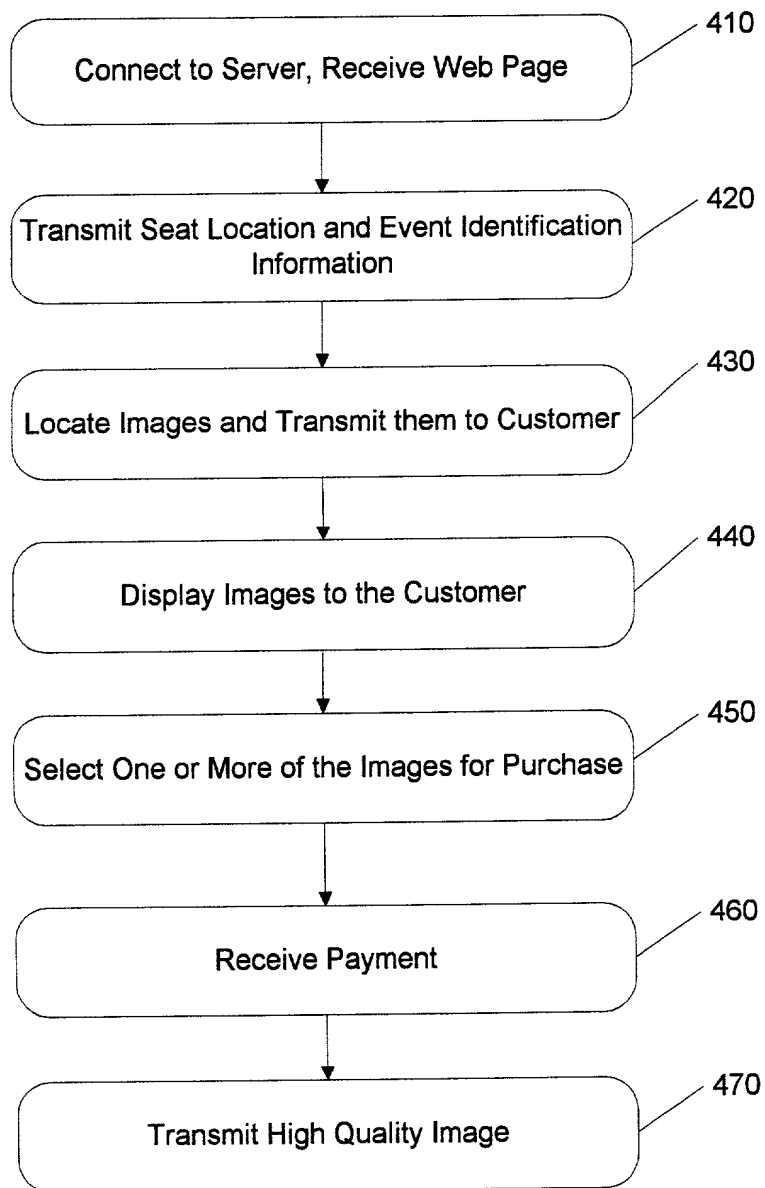 410
Connect to Server, Receive Web Page
420
Transmit Seat Location and Event Identification
Information
430
Locate Images and Transmit them to Customer
440
Display Images to the Customer
450
Select One or More of the Images for Purchase
460
Receive Payment
470
Transmit High Quality Image